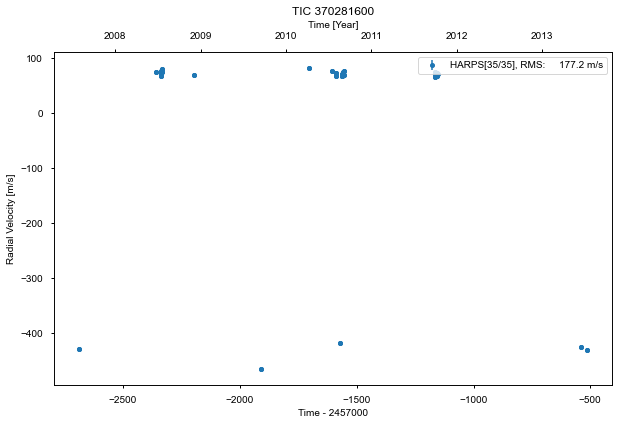 TIC 370281600
Time [Year]
2008 2009 2010 2011 2012 2013
HARPS[35/35], RMS: 177.2 m/s
Radial Velocity [m/s]
100
0
−100
−200
−300
−400
−2500 −2000 −1500 −1000 −500
Time - 2457000